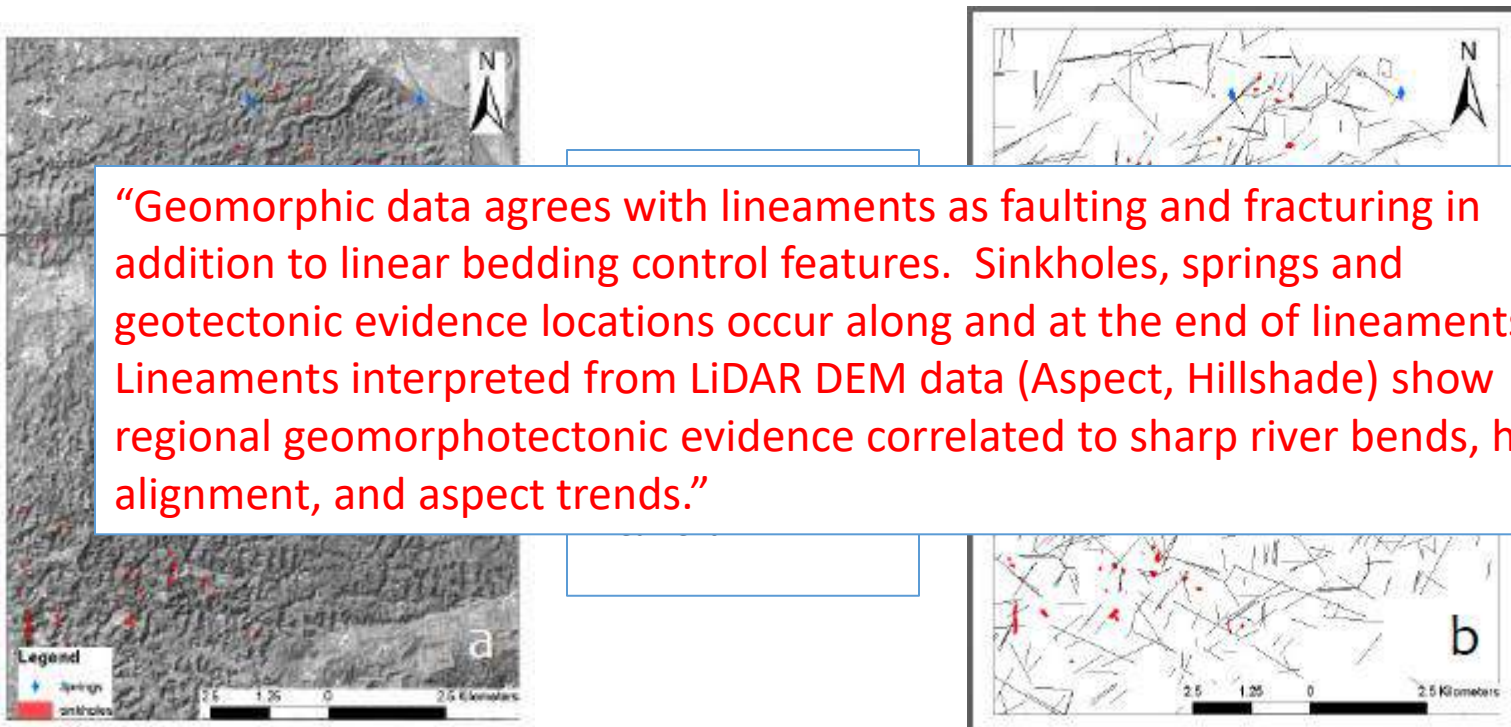 N
N
“Geomorphic data agrees with lineaments as faulting and fracturing in
addition to linear bedding control features.  Sinkholes, springs and
geotectonic evidence locations occur along and at the end of lineaments
Lineaments interpreted from LiDAR DEM data (Aspect, Hillshade) show
regional geomorphotectonic evidence correlated to sharp river bends, h
alignment, and aspect trends.”
a
b
Legend
Springs
sinkholes
2.5 1.25 0 2.5 Kilometers
2.5 1.25 0 2.5 Kilometers